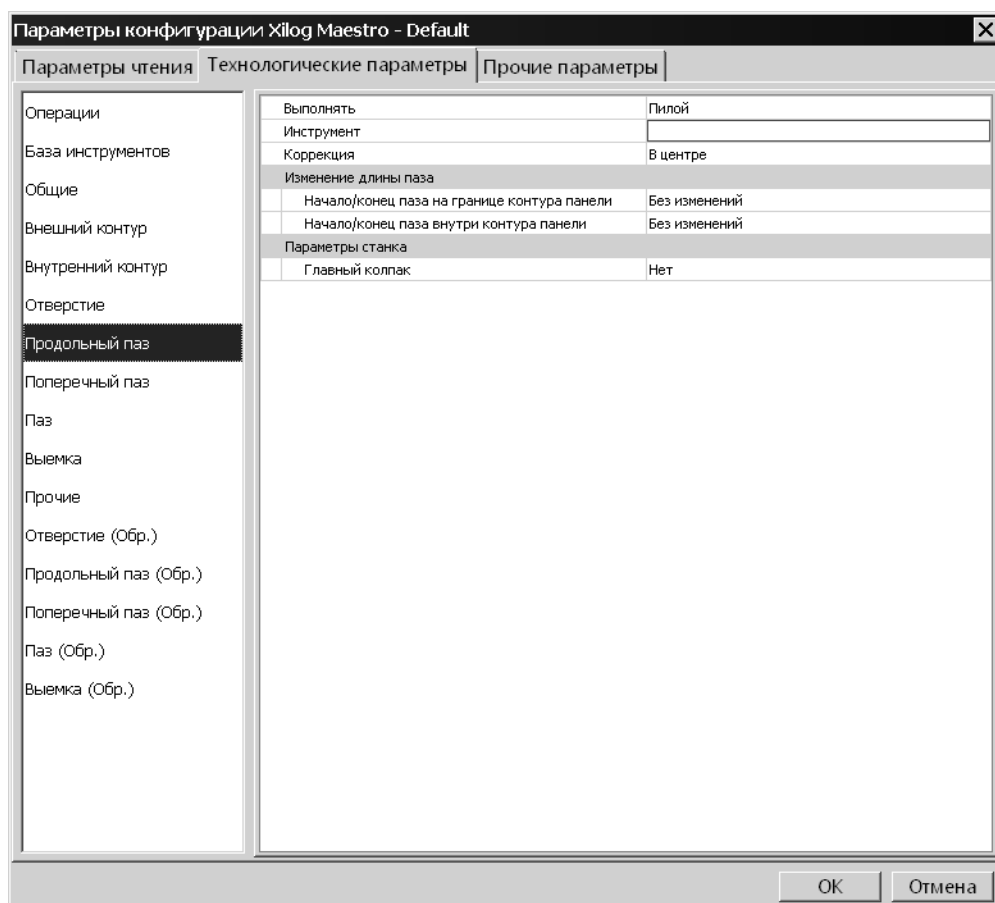 Параметры конфигурации Xilog Maestro - Default
Параметры чтения Технологические параметры Прочие параметры
Операции
База инструментов
Общие
Внешний контур
Внутренний контур
Отверстие
Продольный паз
Поперечный паз
Паз
Выемка
Прочие
Отверстие (Обр.)
Продольный паз (Обр.)
Поперечный паз (Обр.)
Паз (Обр.)
Выемка (Обр.)
Выполнять Пилой
Инструмент
Коррекция В центре
Изменение длины паза
Начало/конец паза на границе контура панели Без изменений
Начало/конец паза внутри контура панели Без изменений
Параметры станка
Главный колпак Нет
OK Отмена